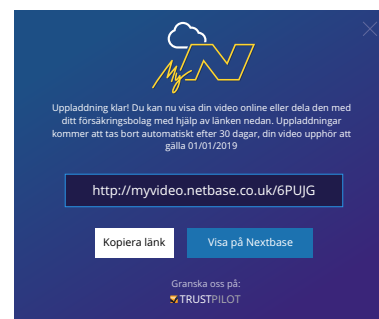 My N
Uppladdning klar! Du kan nu visa din video online eller dela den med
ditt försäkringsbolag med hjälp av länken nedan. Uppladdningar
kommer att tas bort automatiskt efter 30 dagar, din video upphör att
gälla 01/01/2019
http://myvideo.netbase.co.uk/6PUJG
Kopiera länk
Visa på Nextbase
Granska oss på:
TRUSTPILOT